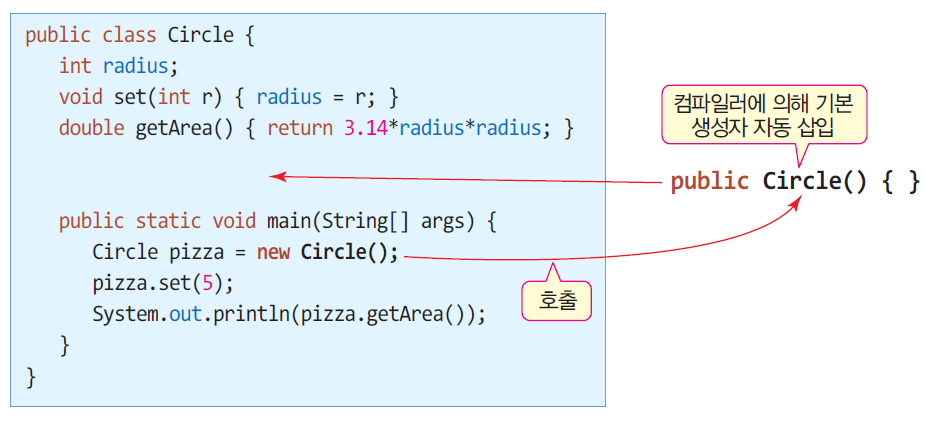 public class Circle {
int radius;
void set(int r) { radius = r; }
double getArea() { return 3.14*radius*radius; }
컴파일러에 의해 기본
생성자 자동 삽입
public Circle() { }
public static void main(String[] args) {
Circle pizza = new Circle();
pizza.set(5);
호출
System.out.println(pizza.getArea());
}
}